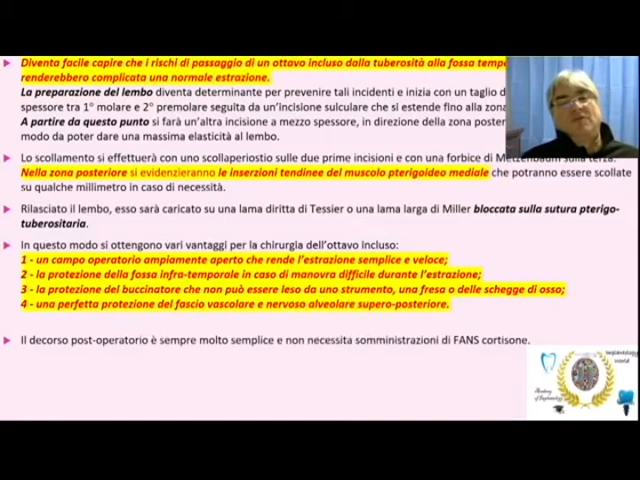 Diventa facile capire che i rischi di passaggio di un ottavo incluso dalla tuberosità alla fossa
renderebbero complicata una normale estrazione.
La preparazione del lembo diventa determinante per prevenire tali incidenti e inizia con un taglio
spessore tra 1° molare e 2° premolare seguita da un'incisione sulculare che si estende fino alla zona
A partire da questo punto si farà un'altra incisione a mezzo spessore, in direzione della zona
modo da poter dare una massima elasticità al lembo.
Lo scollamento si effettuerà con uno scollaperiostio sulle due prime incisioni e con una forbice di Metzenbaum sulla terza.
Nella zona posteriore si evidenzieranno le inserzioni tendinee del muscolo pterigoideo mediale che potranno essere scollate
su qualche millimetro in caso di necessità.
Rilasciato il lembo, esso sarà caricato su una lama diritta di Tessier o una lama larga di Miller bloccata sulla sutura pterigo-
tuberositaria.
In questo modo si ottengono vari vantaggi per la chirurgia dell'ottavo incluso:
1 - un campo operatorio ampiamente aperto che rende l'estrazione semplice e veloce;
2 - la protezione della fossa infra-temporale in caso di manovra difficile durante l'estrazione;
3 - la protezione del buccinatore che non può essere leso da uno strumento, una fresa o delle schegge di osso;
4 - una perfetta protezione del fascio vascolare e nervoso alveolare supero-posteriore.
Il decorso post-operatorio è sempre molto semplice e non necessita somministrazioni di FANS cortisone.